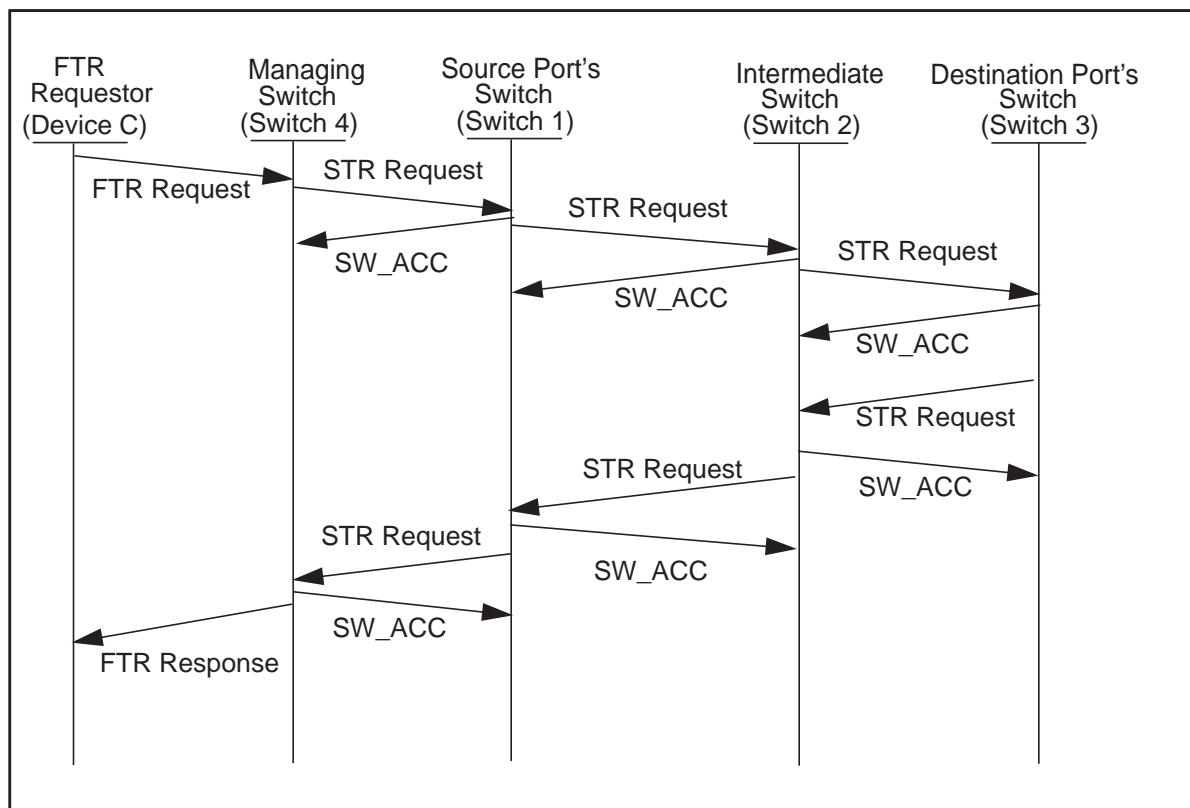 FTR
Requestor
(Device C)
Managing
Switch
(Switch 4)
Source Port's
Switch
(Switch 1)
Intermediate
Switch
(Switch 2)
Destination Port's
Switch
(Switch 3)
FTR Request
STR Request
SW_ACC
STR Request
SW_ACC
STR Request
SW_ACC
STR Request
SW_ACC
STR Request
SW_ACC
STR Request
SW_ACC
FTR Response